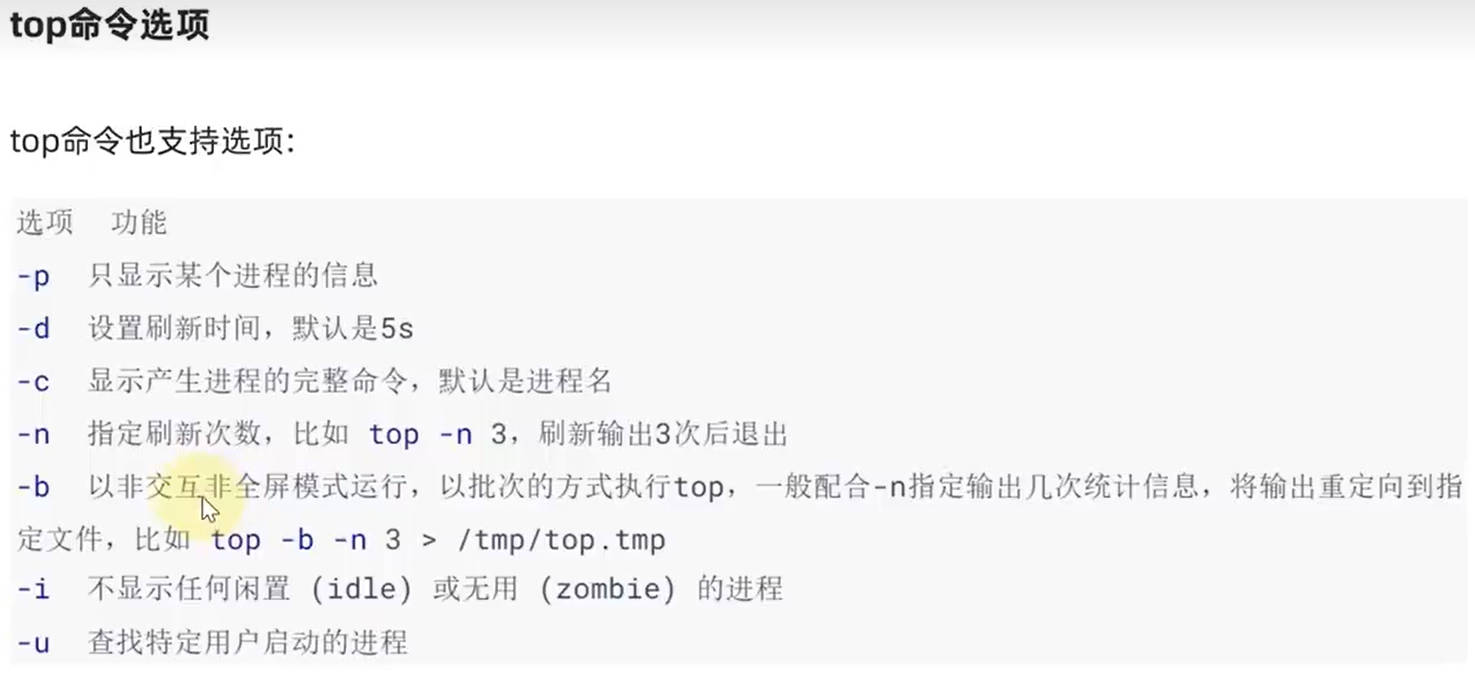 top命令选项
top命令也支持选项：
选项 功能
-p 只显示某个进程的信息
-d 设置刷新时间，默认是5s
-c 显示产生进程的完整命令，默认是进程名
-n 指定刷新次数，比如 top -n 3，刷新输出3次后退出
-b 以非交互非全屏模式运行，以批次的方式执行top，一般配合-n指定输出几次统计信息，将输出重定向到指
定文件，比如 top -b -n 3 > /tmp/top.tmp
-i 不显示任何闲置 (idle) 或无用 (zombie) 的进程
-u 查找特定用户启动的进程